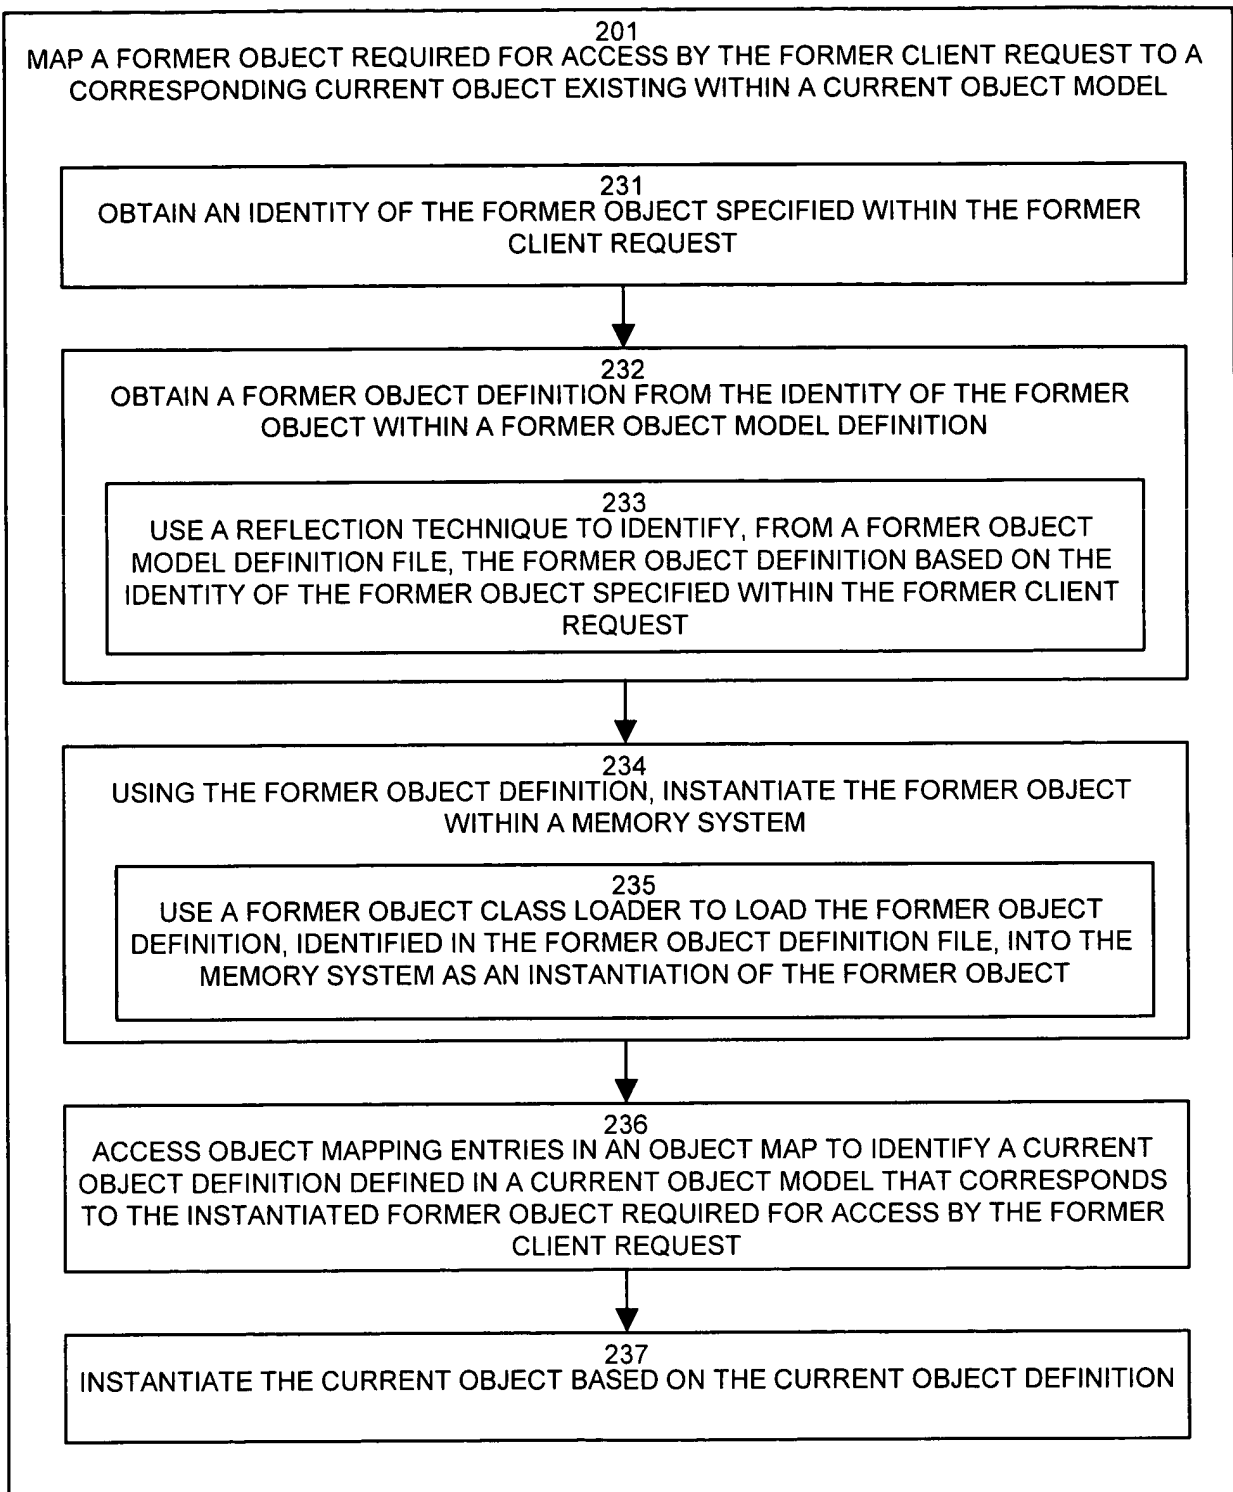 201
MAP A FORMER OBJECT REQUIRED FOR ACCESS BY THE FORMER CLIENT REQUEST TO A
CORRESPONDING CURRENT OBJECT EXISTING WITHIN A CURRENT OBJECT MODEL
231
OBTAIN AN IDENTITY OF THE FORMER OBJECT SPECIFIED WITHIN THE FORMER
CLIENT REQUEST
232
OBTAIN A FORMER OBJECT DEFINITION FROM THE IDENTITY OF THE FORMER
OBJECT WITHIN A FORMER OBJECT MODEL DEFINITION
233
USE A REFLECTION TECHNIQUE TO IDENTIFY, FROM A FORMER OBJECT
MODEL DEFINITION FILE, THE FORMER OBJECT DEFINITION BASED ON THE
IDENTITY OF THE FORMER OBJECT SPECIFIED WITHIN THE FORMER CLIENT
REQUEST
234
USING THE FORMER OBJECT DEFINITION, INSTANTIATE THE FORMER OBJECT
WITHIN A MEMORY SYSTEM
235
USE A FORMER OBJECT CLASS LOADER TO LOAD THE FORMER OBJECT
DEFINITION, IDENTIFIED IN THE FORMER OBJECT DEFINITION FILE, INTO THE
MEMORY SYSTEM AS AN INSTANTIATION OF THE FORMER OBJECT
236
ACCESS OBJECT MAPPING ENTRIES IN AN OBJECT MAP TO IDENTIFY A CURRENT
OBJECT DEFINITION DEFINED IN A CURRENT OBJECT MODEL THAT CORRESPONDS
TO THE INSTANTIATED FORMER OBJECT REQUIRED FOR ACCESS BY THE FORMER
CLIENT REQUEST
237
INSTANTIATE THE CURRENT OBJECT BASED ON THE CURRENT OBJECT DEFINITION